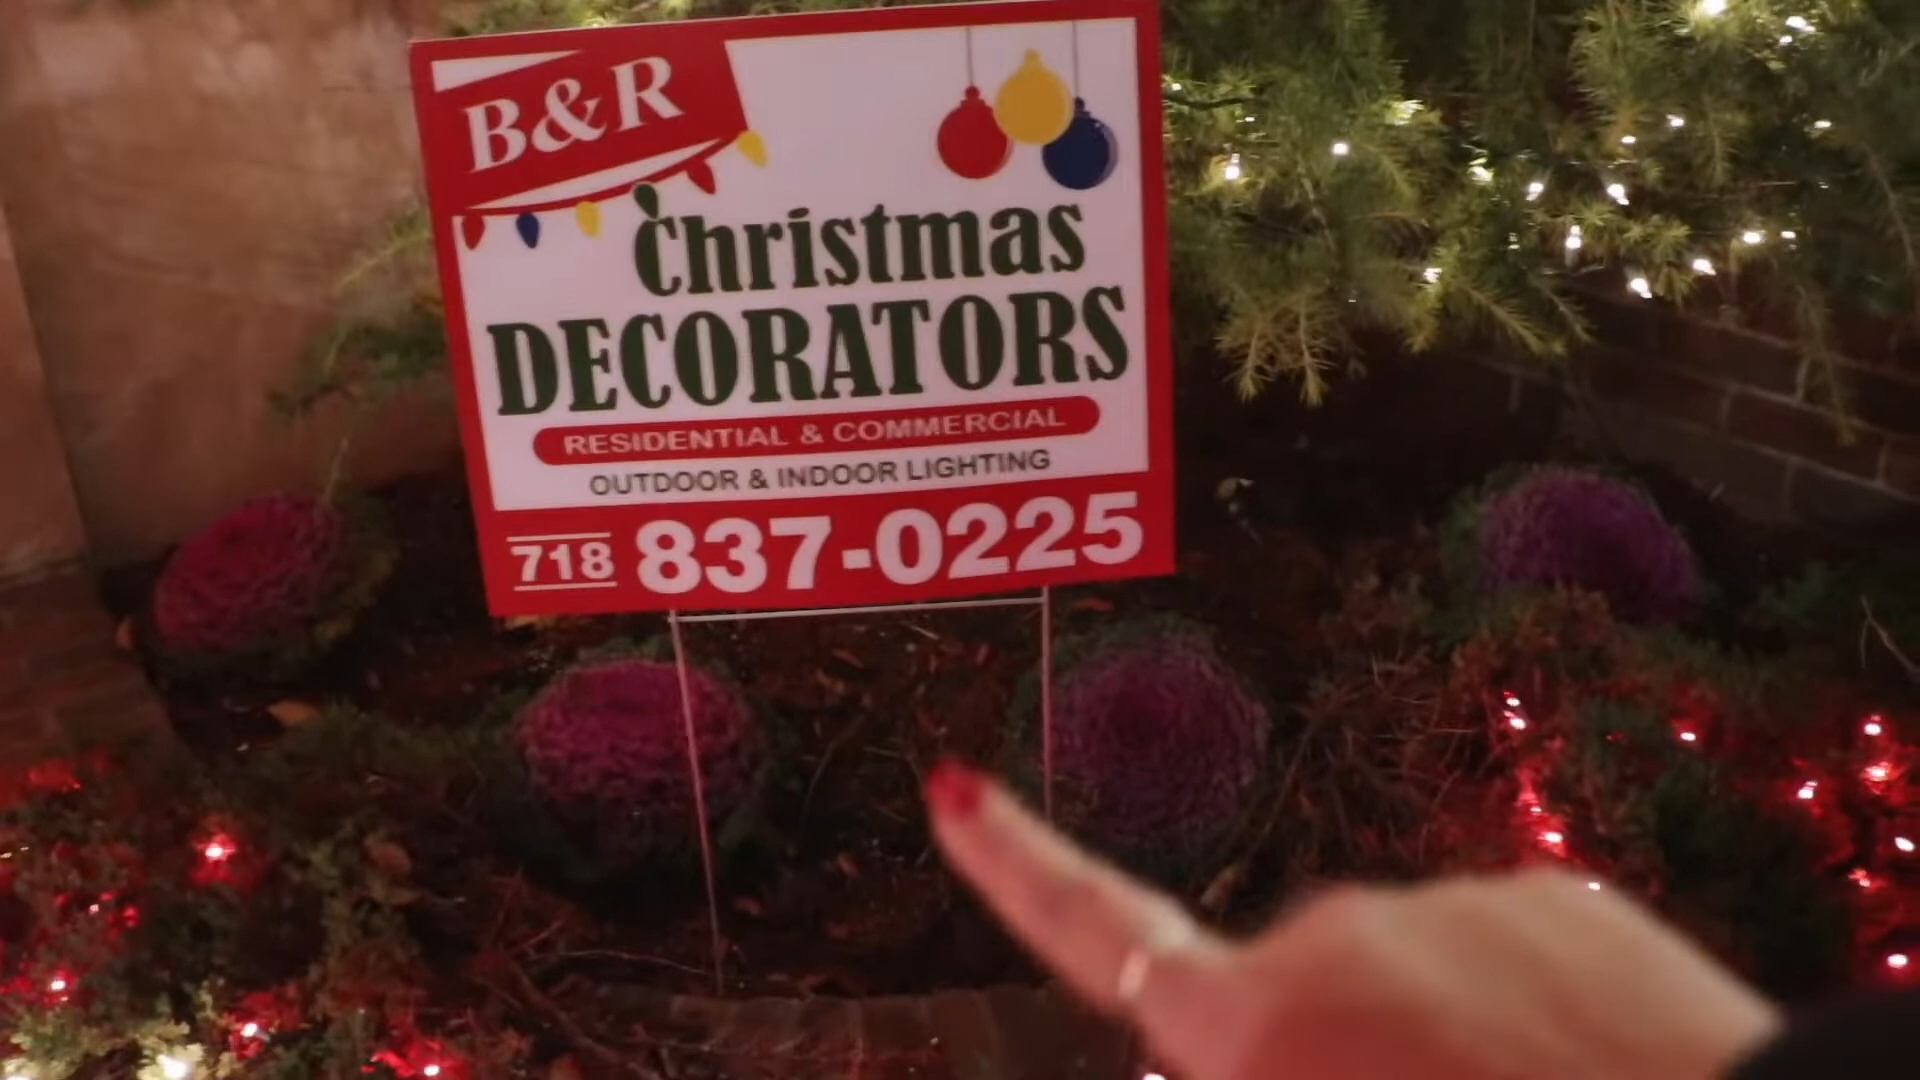 B&R
Christmas
DECORATORS
RESIDENTIAL & COMMERCIAL
OUTDOOR & INDOOR LIGHTING
718 837-0225